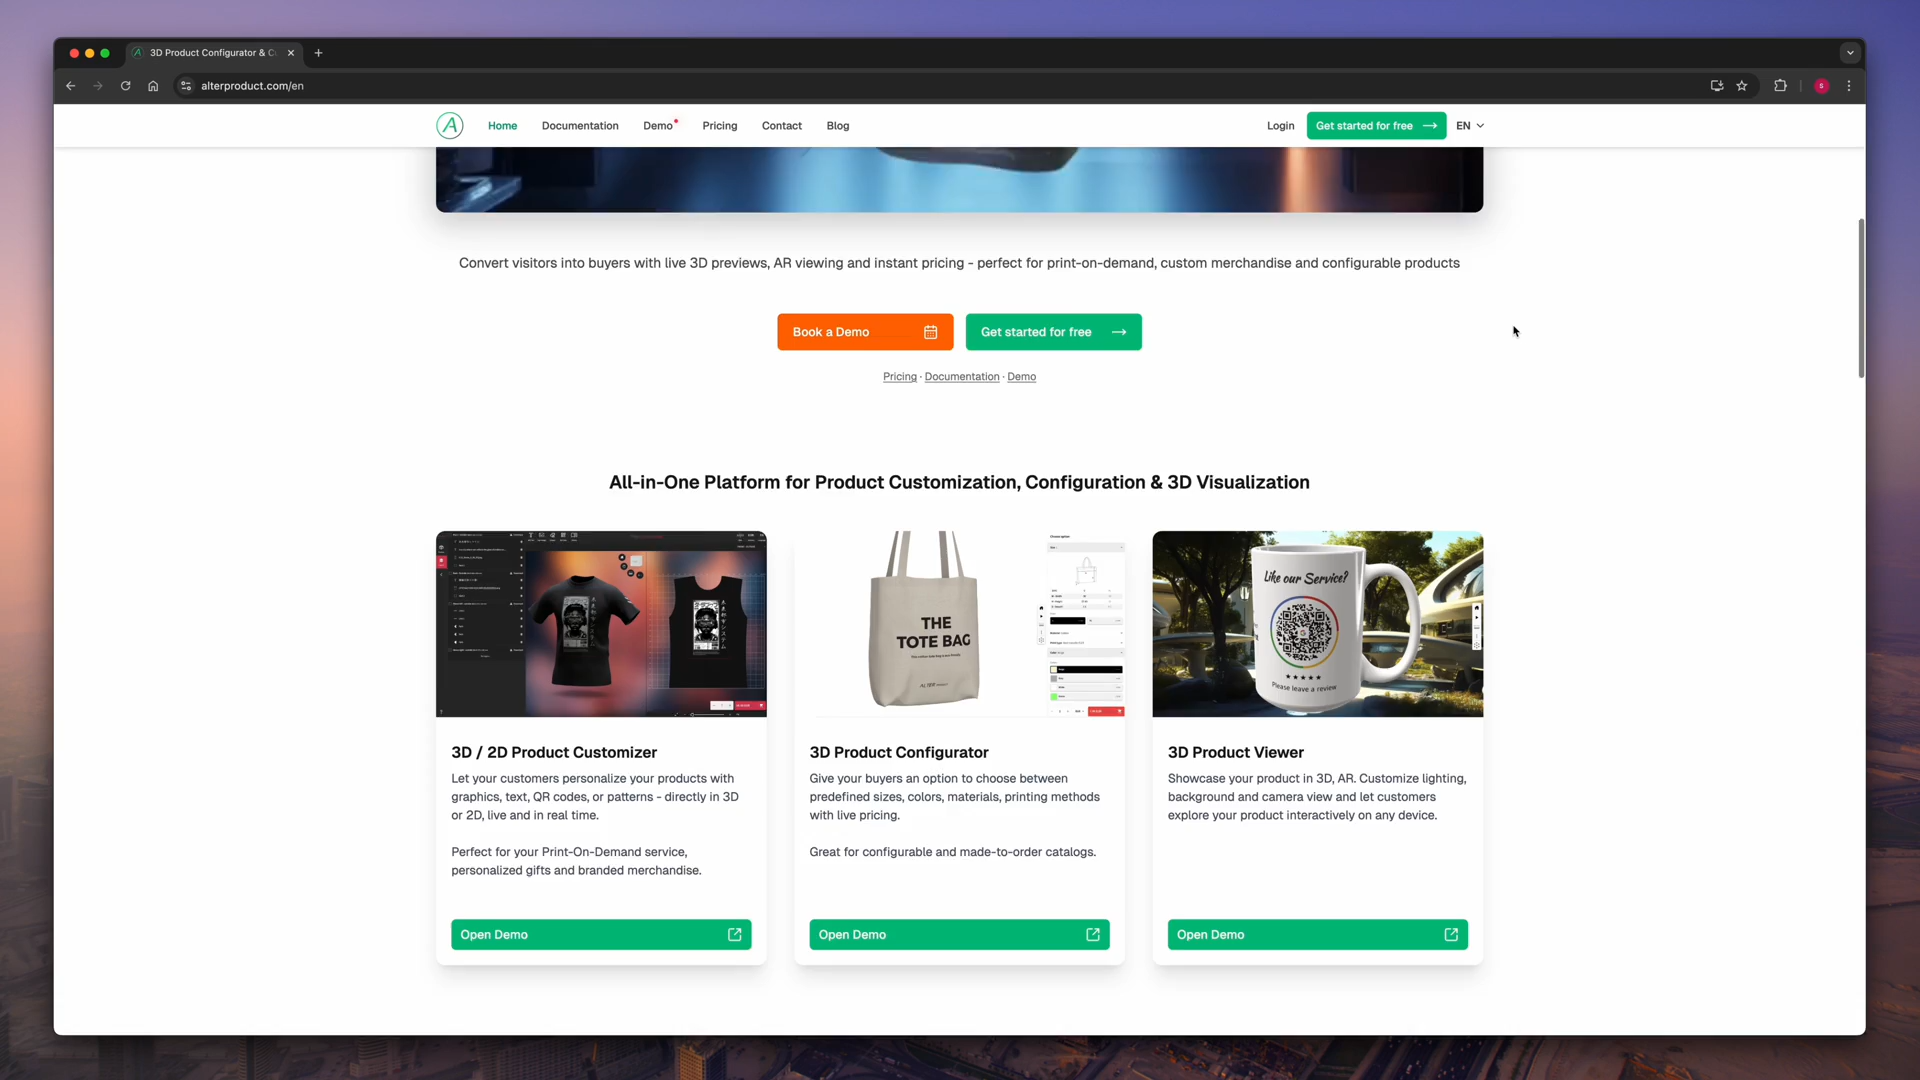 3D Product Configurator & C
alterproduct.com/en
S
Home
Documentation
Demo
Pricing
Contact
Blog
Login
Get started for free
EN
Convert visitors into buyers with live 3D previews, AR viewing and instant pricing - perfect for print-on-demand, custom merchandise and configurable products
Book a Demo
Get started for free
Pricing · Documentation · Demo
All-in-One Platform for Product Customization, Configuration & 3D Visualization
THE
TOTE BAG
Choose option
Like our Service?
Please leave a review
3D / 2D Product Customizer
Let your customers personalize your products with
graphics, text, QR codes, or patterns - directly in 3D
or 2D, live and in real time.
Perfect for your Print-On-Demand service,
personalized gifts and branded merchandise.
Open Demo
3D Product Configurator
Give your buyers an option to choose between
predefined sizes, colors, materials, printing methods
with live pricing.
Great for configurable and made-to-order catalogs.
Open Demo
3D Product Viewer
Showcase your product in 3D, AR. Customize lighting,
background and camera view and let customers
explore your product interactively on any device.
Open Demo